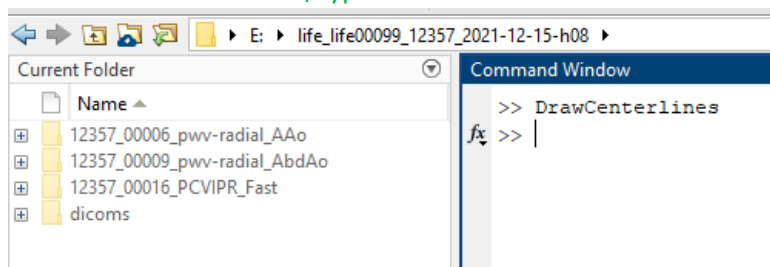 E: life_life00099_12357_2021-12-15-h08
Current Folder
Name
12357_00006_pwv-radial_AAo
12357_00009_pwv-radial_AbdAo
12357_00016_PCVIPR_Fast
dicoms
Command Window
>> DrawCenterlines
fx >>